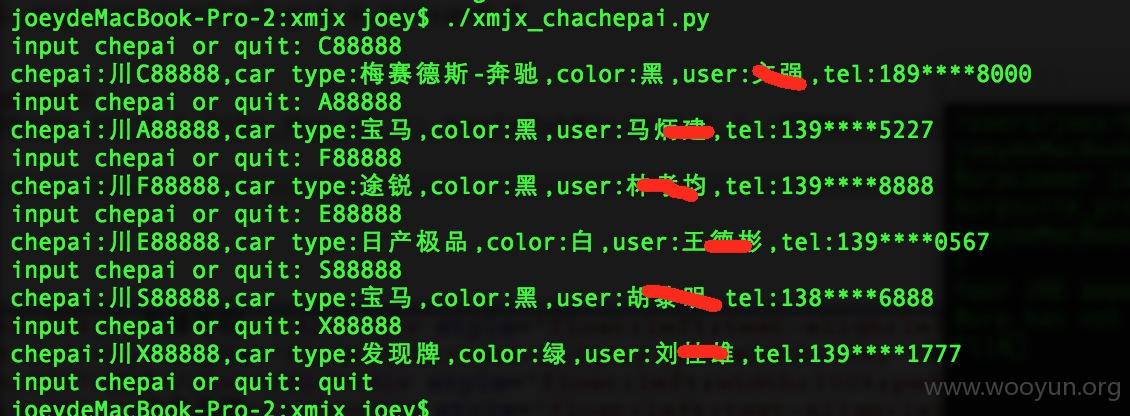 joeydeMacBook-Pro-2:xmjx joey$ ./xmjx_chachepai.py
input chepai or quit: C88888
chepai:川C88888,car type:梅赛德斯-奔驰,color:黑,user:强,tel:189****8000
input chepai or quit: A88888
chepai:川A88888,car type:宝马,color:黑,user:马,tel:139****5227
input chepai or quit: F88888
chepai:川F88888,car type:途锐,color:黑,user:林均,tel:139****8888
input chepai or quit: E88888
chepai:川E88888,car type:日产极品,color:白,user:王彬,tel:139****0567
input chepai or quit: S88888
chepai:川S88888,car type:宝马,color:黑,user:胡,tel:138****6888
input chepai or quit: X88888
chepai:川X88888,car type:发现牌,color:绿,user:刘,tel:139****1777
input chepai or quit: quit
joeydeMacBook-Pro-2:xmjx joey$
www.wooyun.org